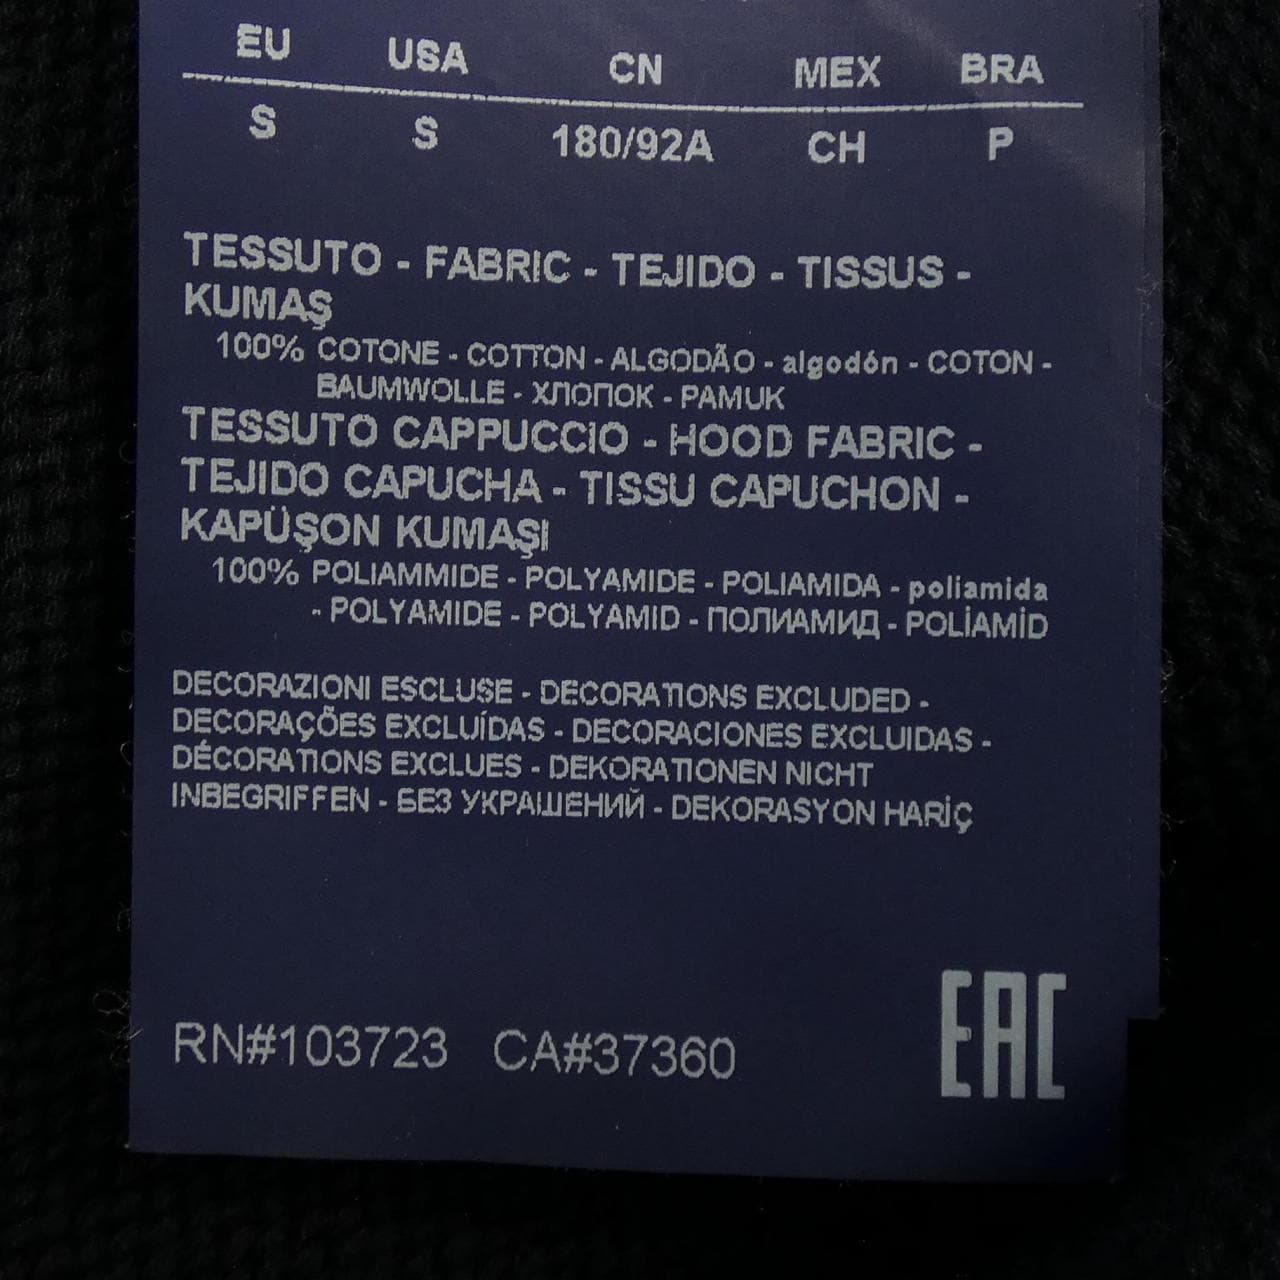 EU USA CN MEX BRA
S S 180/92A CH P
TESSUTO - FABRIC - TEJIDO - TISSUS -
KUMAŞ
100% COTONE - COTTON - ALGODÃO - algodón - COTON -
BAUMWOLLE - ХЛОПОК - PAMUK
TESSUTO CAPPUCCIO - HOOD FABRIC -
TEJIDO CAPUCHA - TISSU CAPUCHON -
KAPÜŞON KUMAŞI
100% POLIAMMIDE - POLYAMIDE - POLIAMIDA - poliamida
- POLYAMIDE - POLYAMID - ПОЛИАМИД - POLİAMİD
DECORAZIONI ESCLUSE - DECORATIONS EXCLUDED -
DECORAÇÕES EXCLUÍDAS - DECORACIONES EXCLUIDAS -
DÉCORATIONS EXCLUES - DEKORATIONEN NICHT
INBEGRIFFEN - БЕЗ УКРАШЕНИЙ - DEKORASYON HARİÇ
RN#103723 CA#37360
EAC